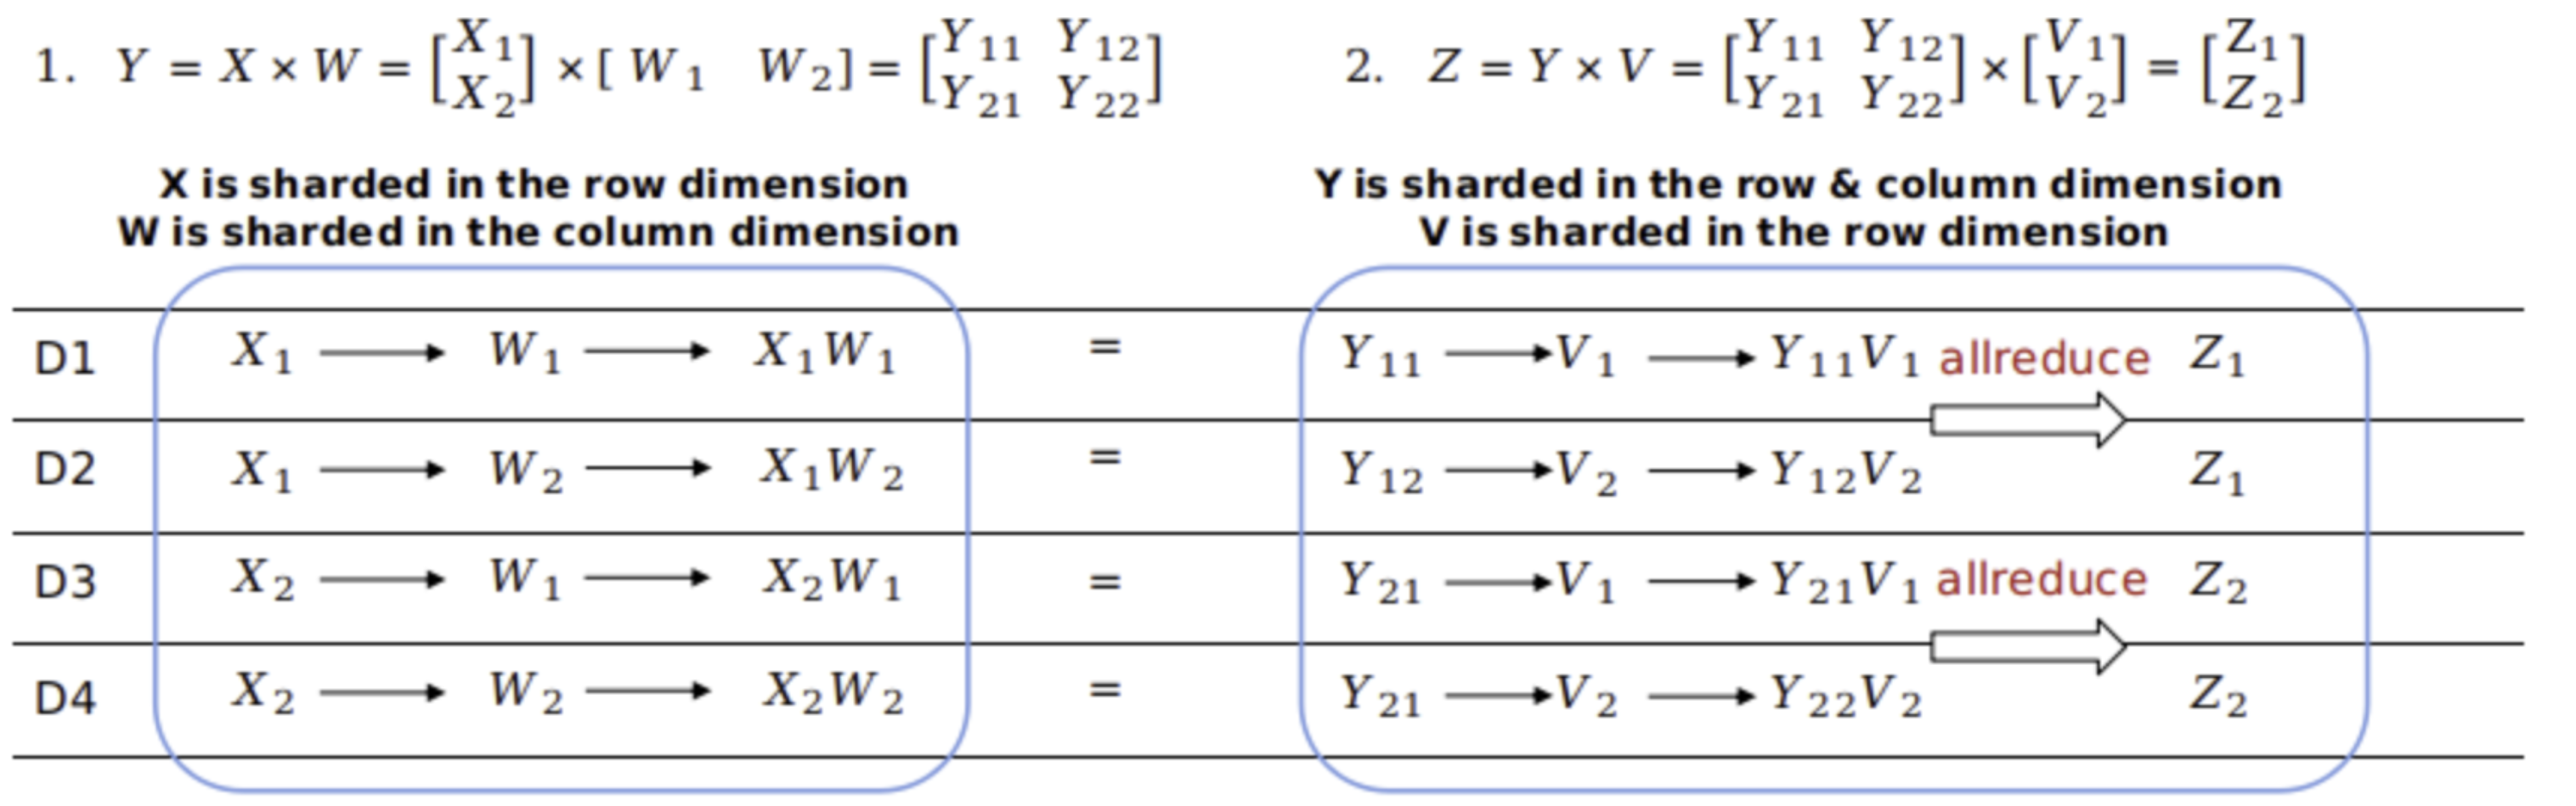 1. Y = X × W = [X1 X2] × [ W1 W2] = [Y11 Y12 Y21 Y22]
2. Z = Y × V = [Y11 Y12 Y21 Y22] × [V1 V2] = [Z1 Z2]
X is sharded in the row dimension
W is sharded in the column dimension
Y is sharded in the row & column dimension
V is sharded in the row dimension
D1 X1 → W1 → X1W1 = Y11 → V1 → Y11V1 allreduce Z1
D2 X1 → W2 → X1W2 = Y12 → V2 → Y12V2 Z1
D3 X2 → W1 → X2W1 = Y21 → V1 → Y21V1 allreduce Z2
D4 X2 → W2 → X2W2 = Y21 → V2 → Y22V2 Z2